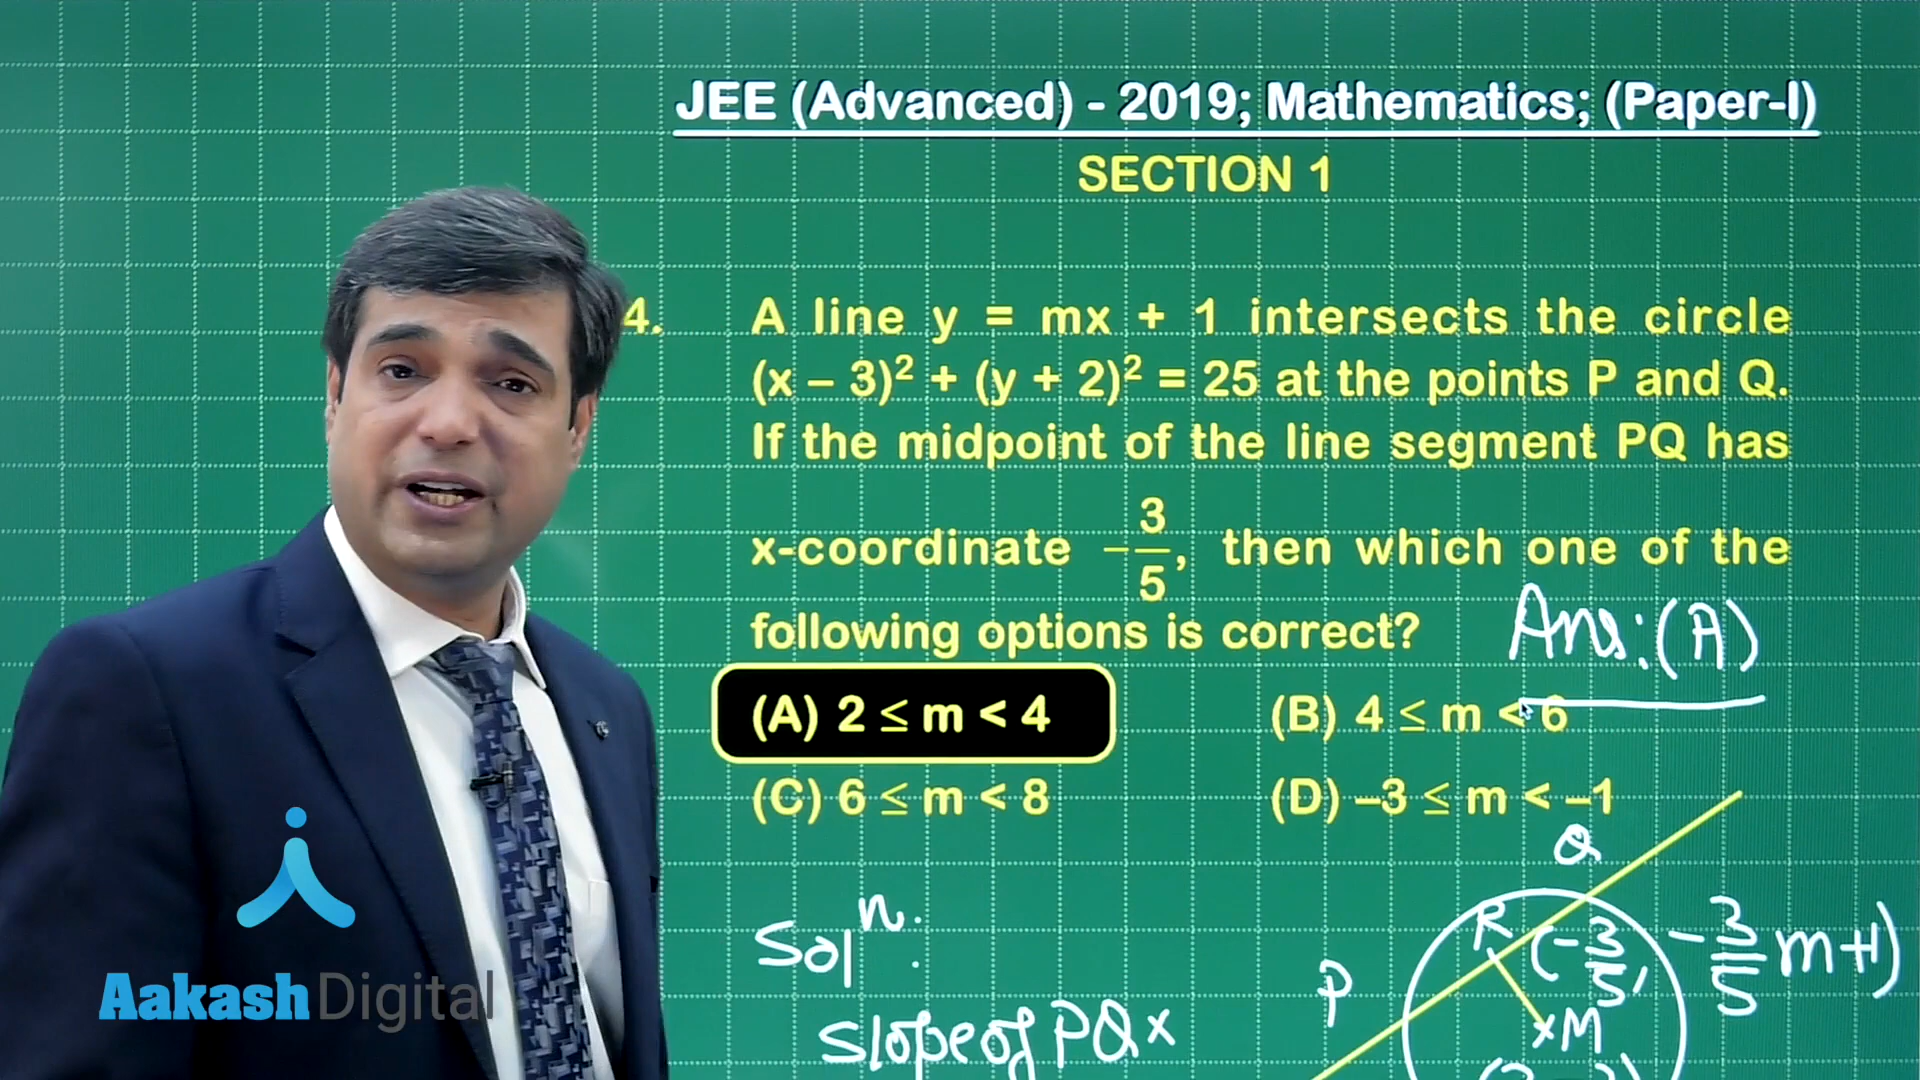 JEE (Advanced) - 2019; Mathematics; (Paper-I)
SECTION 1
4. A line y = mx + 1 intersects the circle
(x – 3)² + (y + 2)² = 25 at the points P and Q.
If the midpoint of the line segment PQ has
x-coordinate –3/5, then which one of the
following options is correct?
Ans: (A)
(A) 2 ≤ m < 4 (B) 4 ≤ m < 6
(C) 6 ≤ m < 8 (D) –3 ≤ m < –1
Q
Solⁿ:
R (-3/5, -3/5 m+1)
P
slope of PQ x
M
Aakash Digital